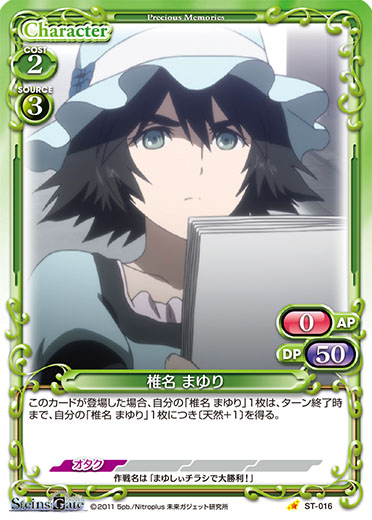 Precious Memories
Character
COST
2
SOURCE
3
0 AP
DP 50
椎名 まゆり
このカードが登場した場合、自分の「椎名 まゆり」1枚は、ターン終了時
まで、自分の「椎名 まゆり」1枚につき〔天然+1〕を得る。
オタク
作戦名は「まゆしぃチラシで大勝利！」
Steins;Gate ©2011 5pb./Nitroplus 未来ガジェット研究所 ST-016